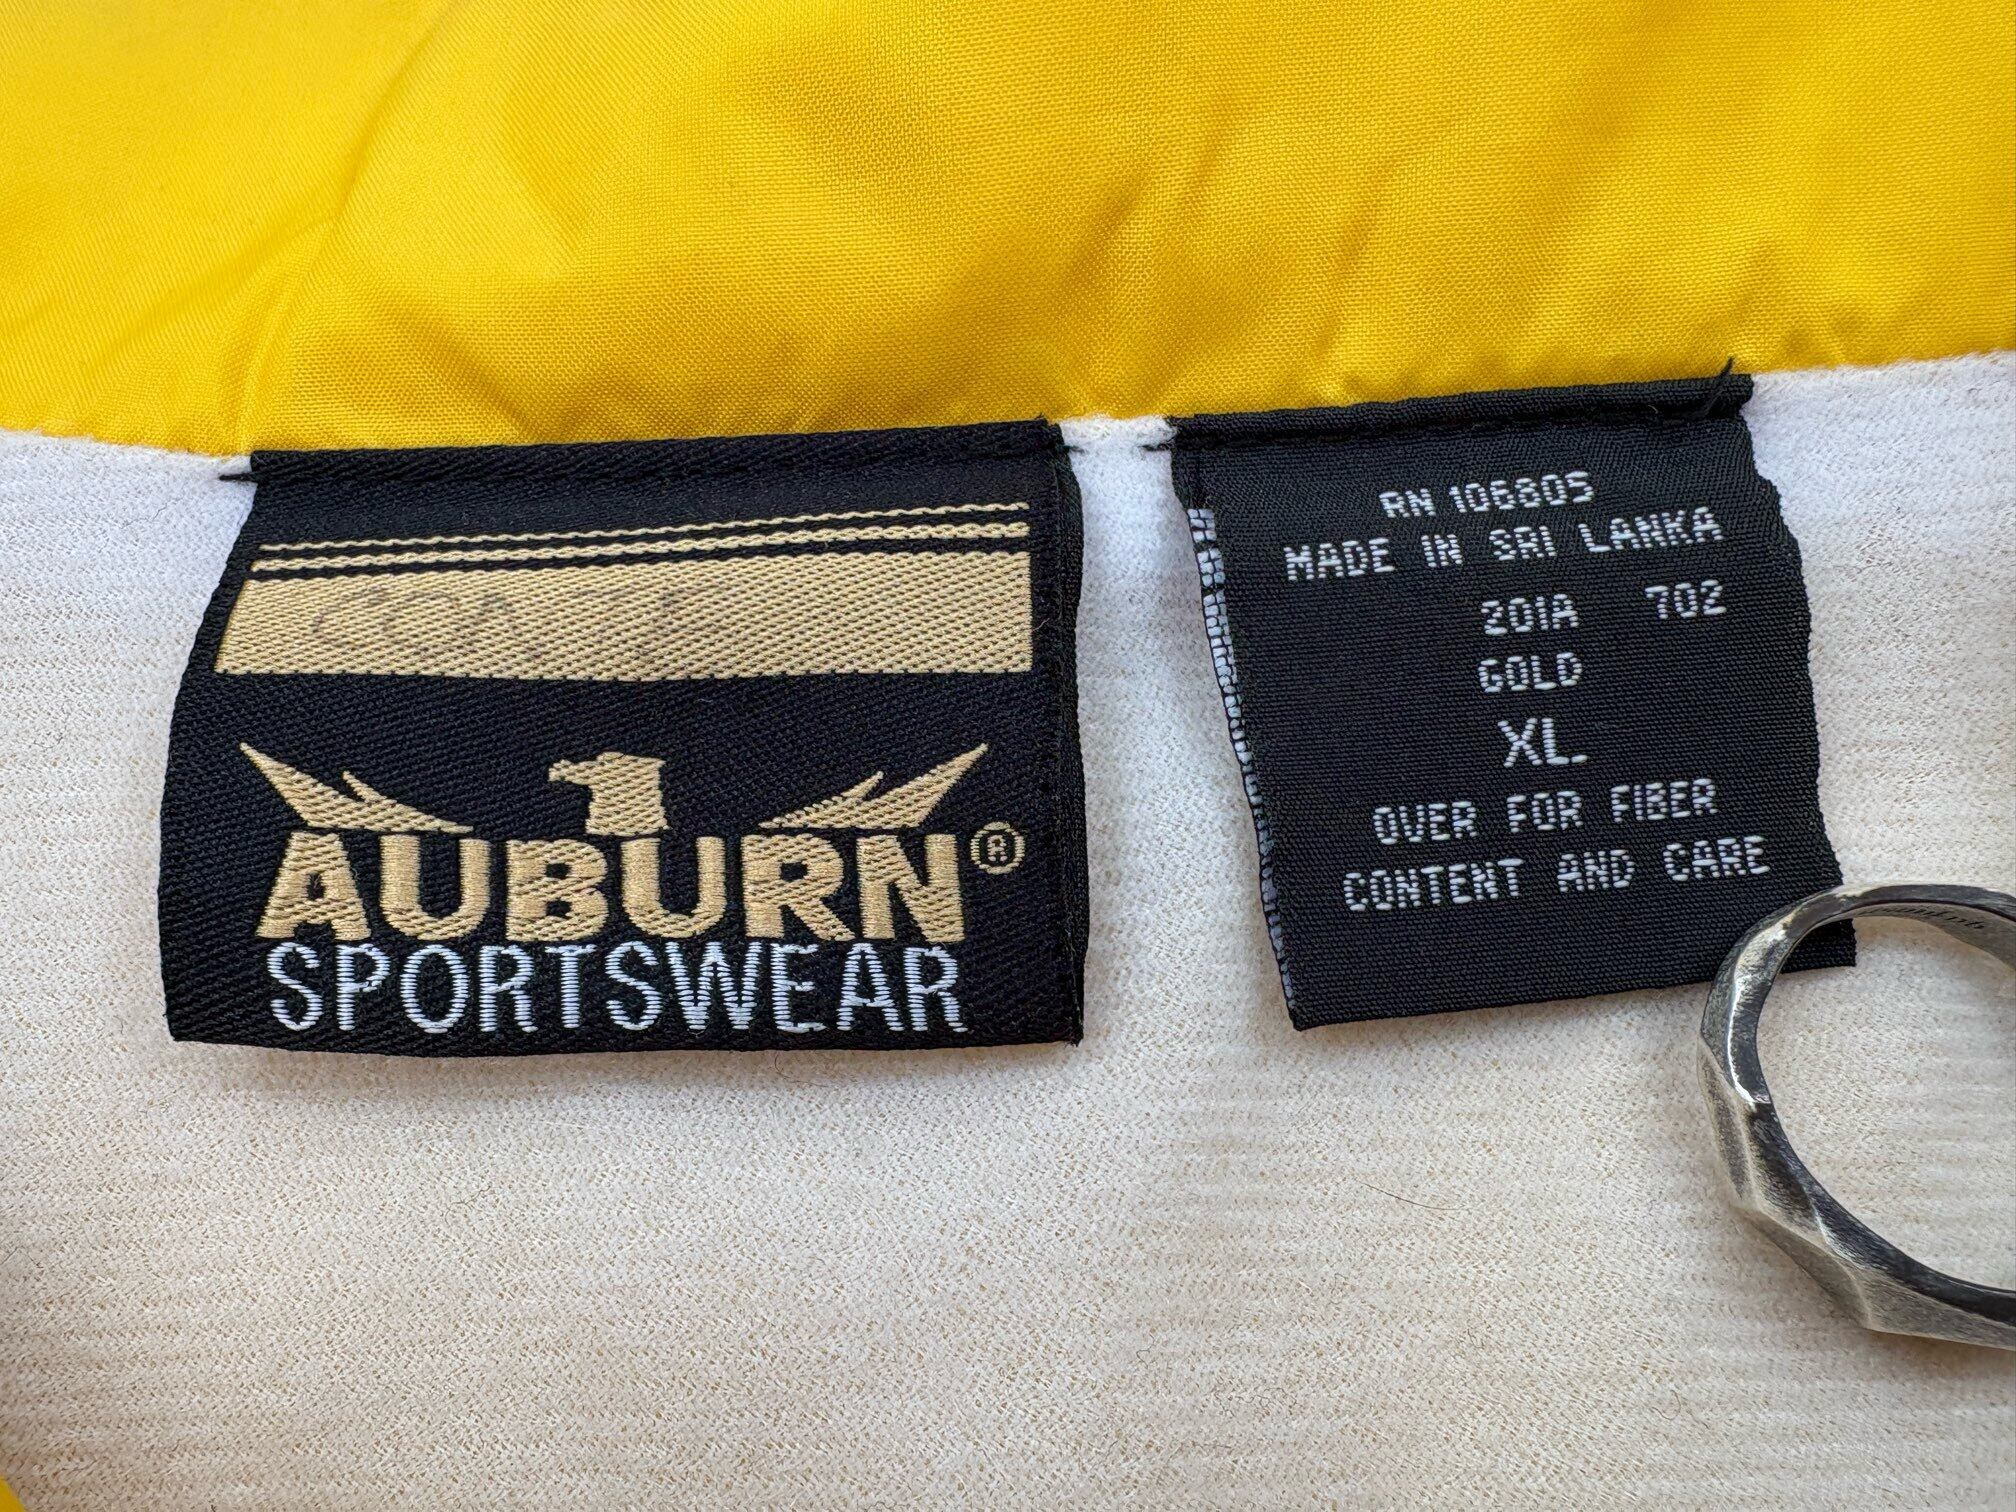 AUBURN®
SPORTSWEAR
RN 106805
MADE IN SRI LANKA
201A 702
GOLD
XL
OVER FOR FIBER
CONTENT AND CARE